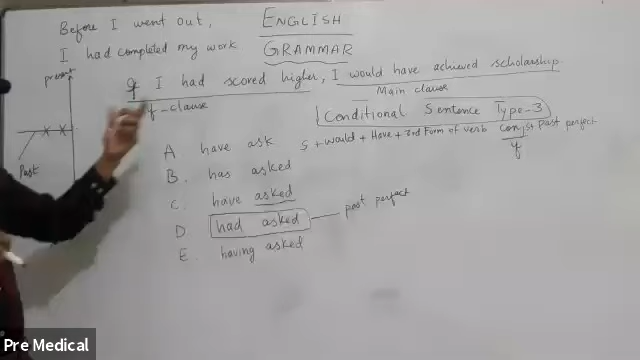 Before I went out, ENGLISH
I had completed my work GRAMMAR
present
If I had scored higher, I would have achieved scholarship.
If-clause Main clause
Conditional Sentence Type-3
S + would + Have + 3rd Form of verb conj + st past perfect
If
Past
A have ask
B. has asked
C. have asked
D had asked — past perfect
E. having asked
Pre Medical